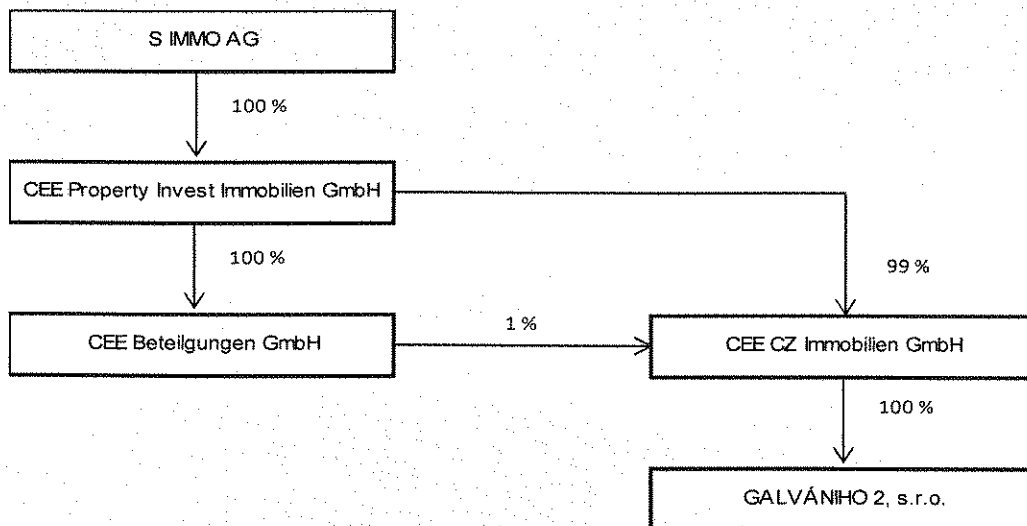 S IMMO AG
100 %
CEE Property Invest Immobilien GmbH
100 %
99 %
CEE Beteilgungen GmbH
1 %
CEE CZ Immobilien GmbH
100 %
GALVÁNIHO 2, s.r.o.